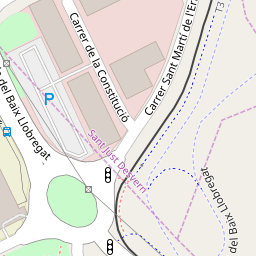 Carrer de la Constitució
Carrer Sant Martí de l'Er
T3
del Baix Llobregat
P
Sant Just Desvern
del Baix Llobregat